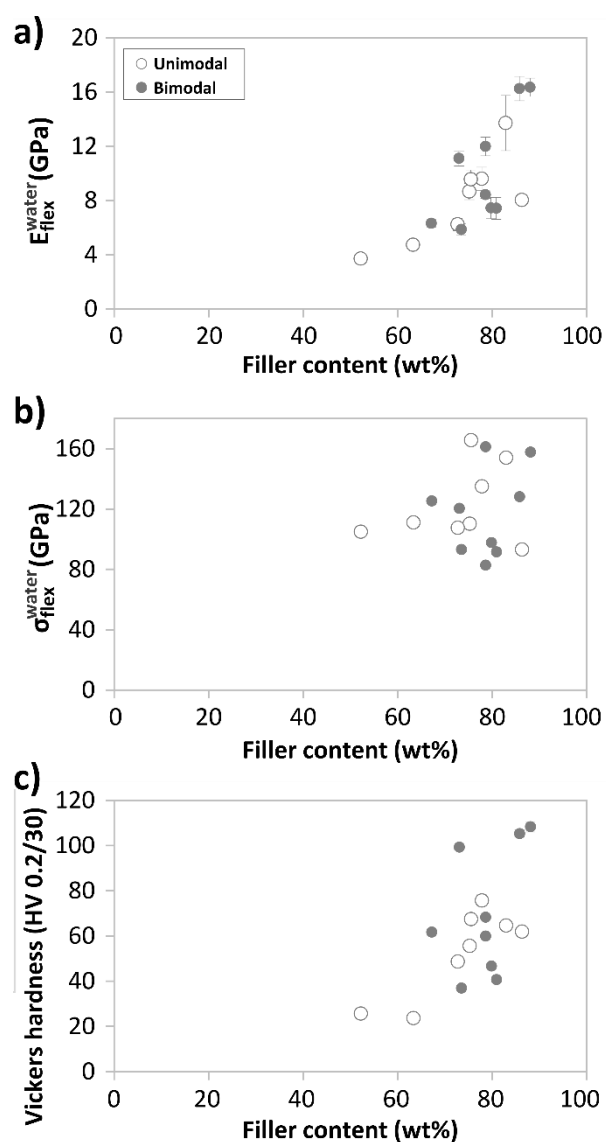 a)
E_flex^water (GPa)
20
16
12
8
4
0
Unimodal
Bimodal
0 20 40 60 80 100
Filler content (wt%)
b)
σ_flex^water (GPa)
160
120
80
40
0
0 20 40 60 80 100
Filler content (wt%)
c)
Vickers hardness (HV 0.2/30)
120
100
80
60
40
20
0
0 20 40 60 80 100
Filler content (wt%)